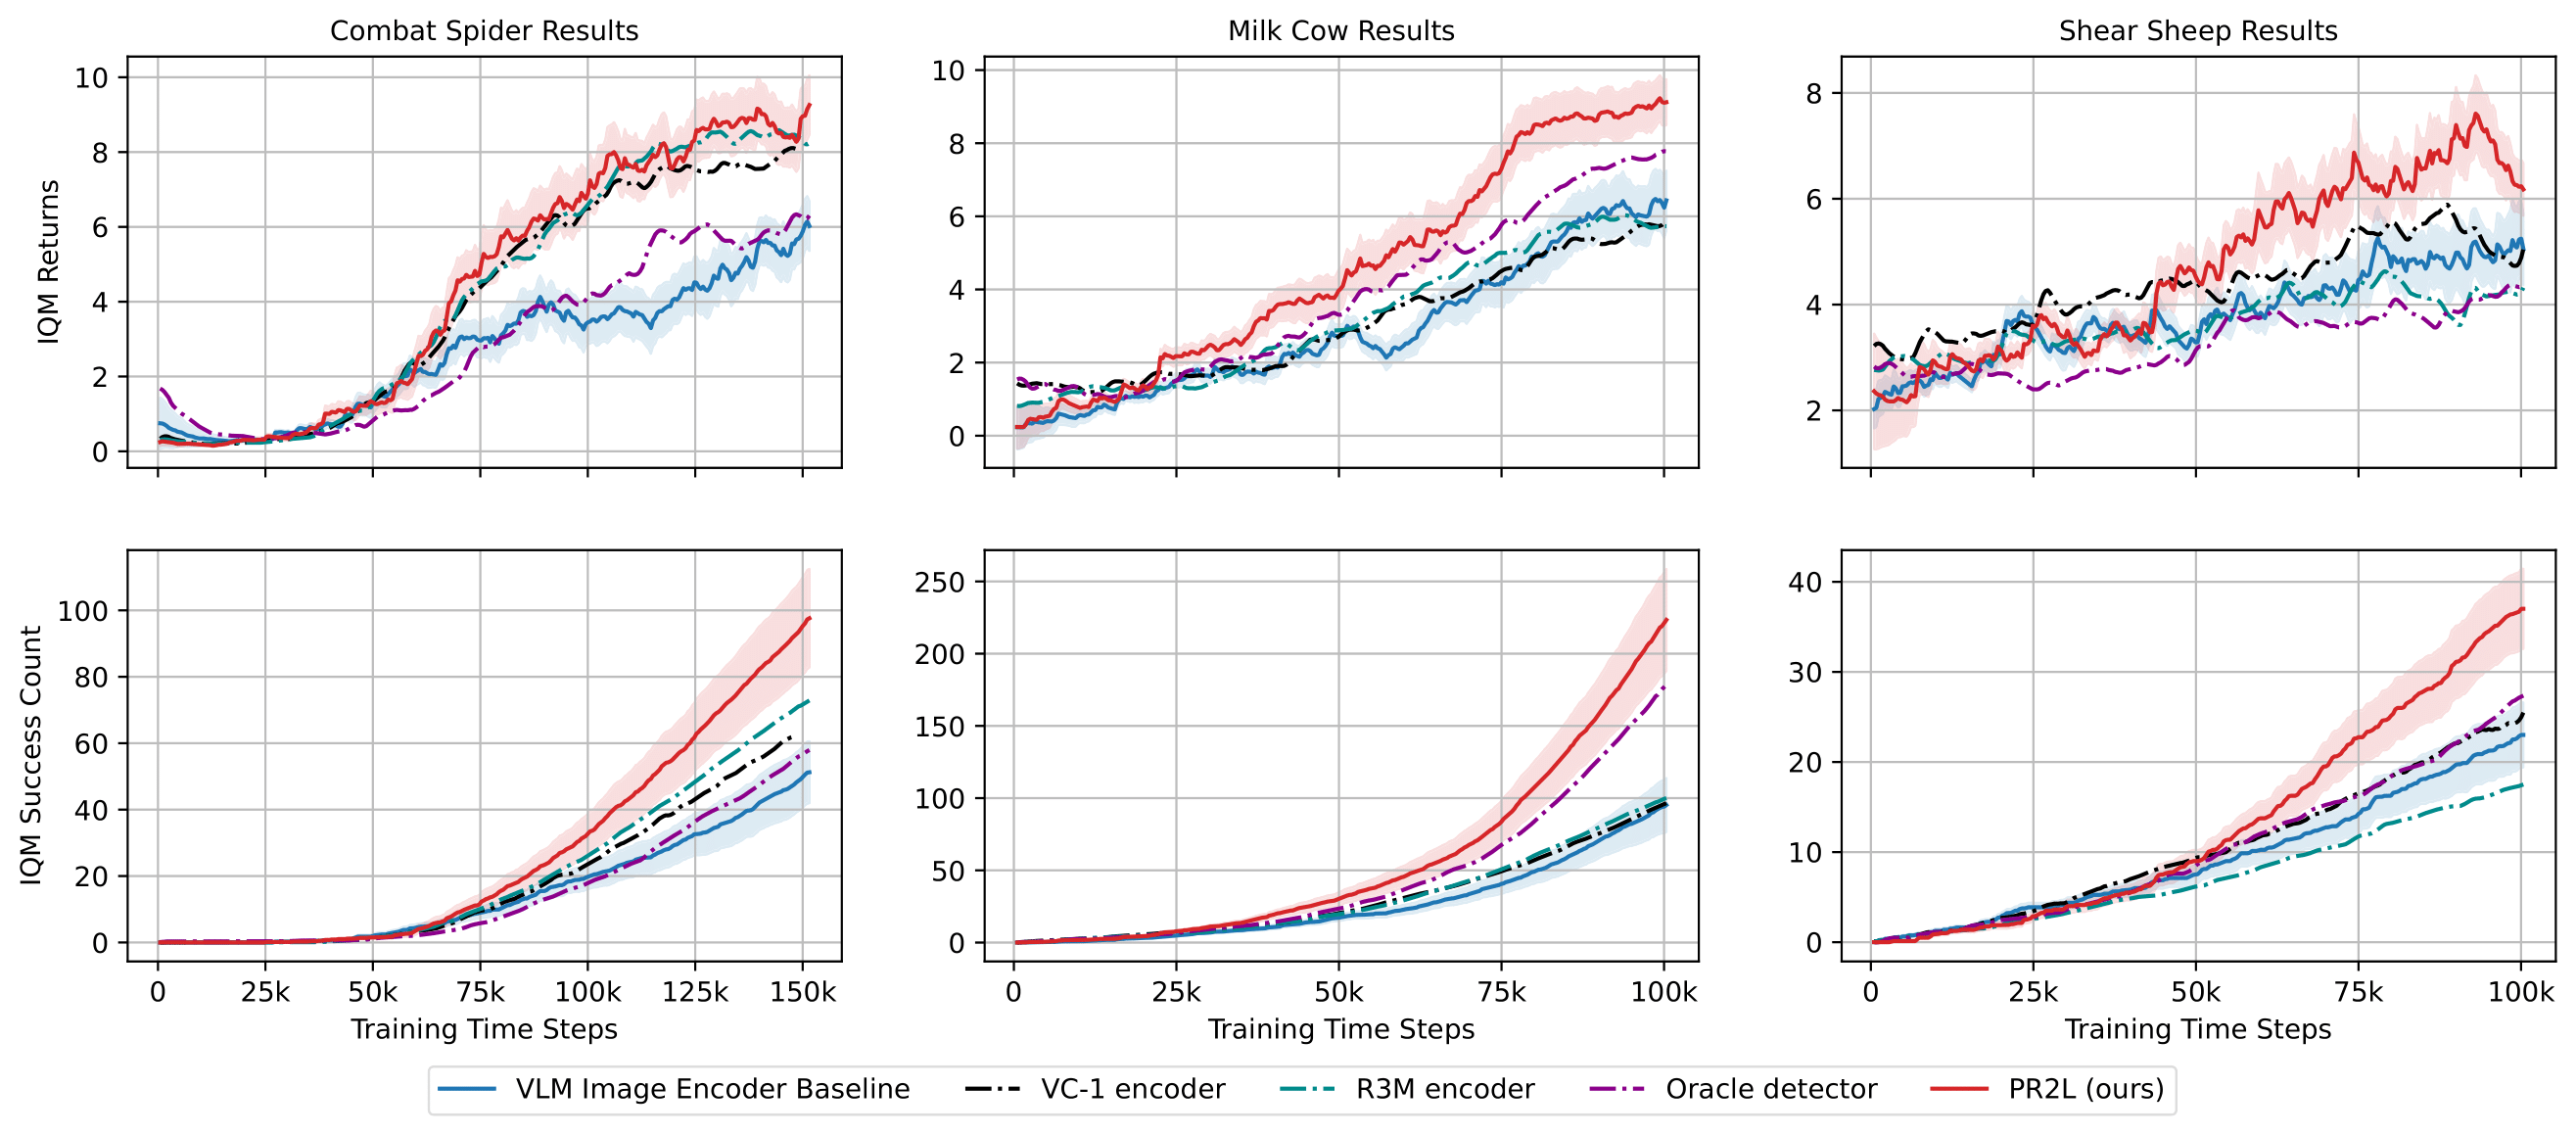 Combat Spider Results
Milk Cow Results
Shear Sheep Results
IQM Returns
10
8
6
4
2
0
10
8
6
4
2
0
8
6
4
2
IQM Success Count
100
80
60
40
20
0
250
200
150
100
50
0
40
30
20
10
0
0 25k 50k 75k 100k 125k 150k
0 25k 50k 75k 100k
0 25k 50k 75k 100k
Training Time Steps
Training Time Steps
Training Time Steps
VLM Image Encoder Baseline
VC-1 encoder
R3M encoder
Oracle detector
PR2L (ours)